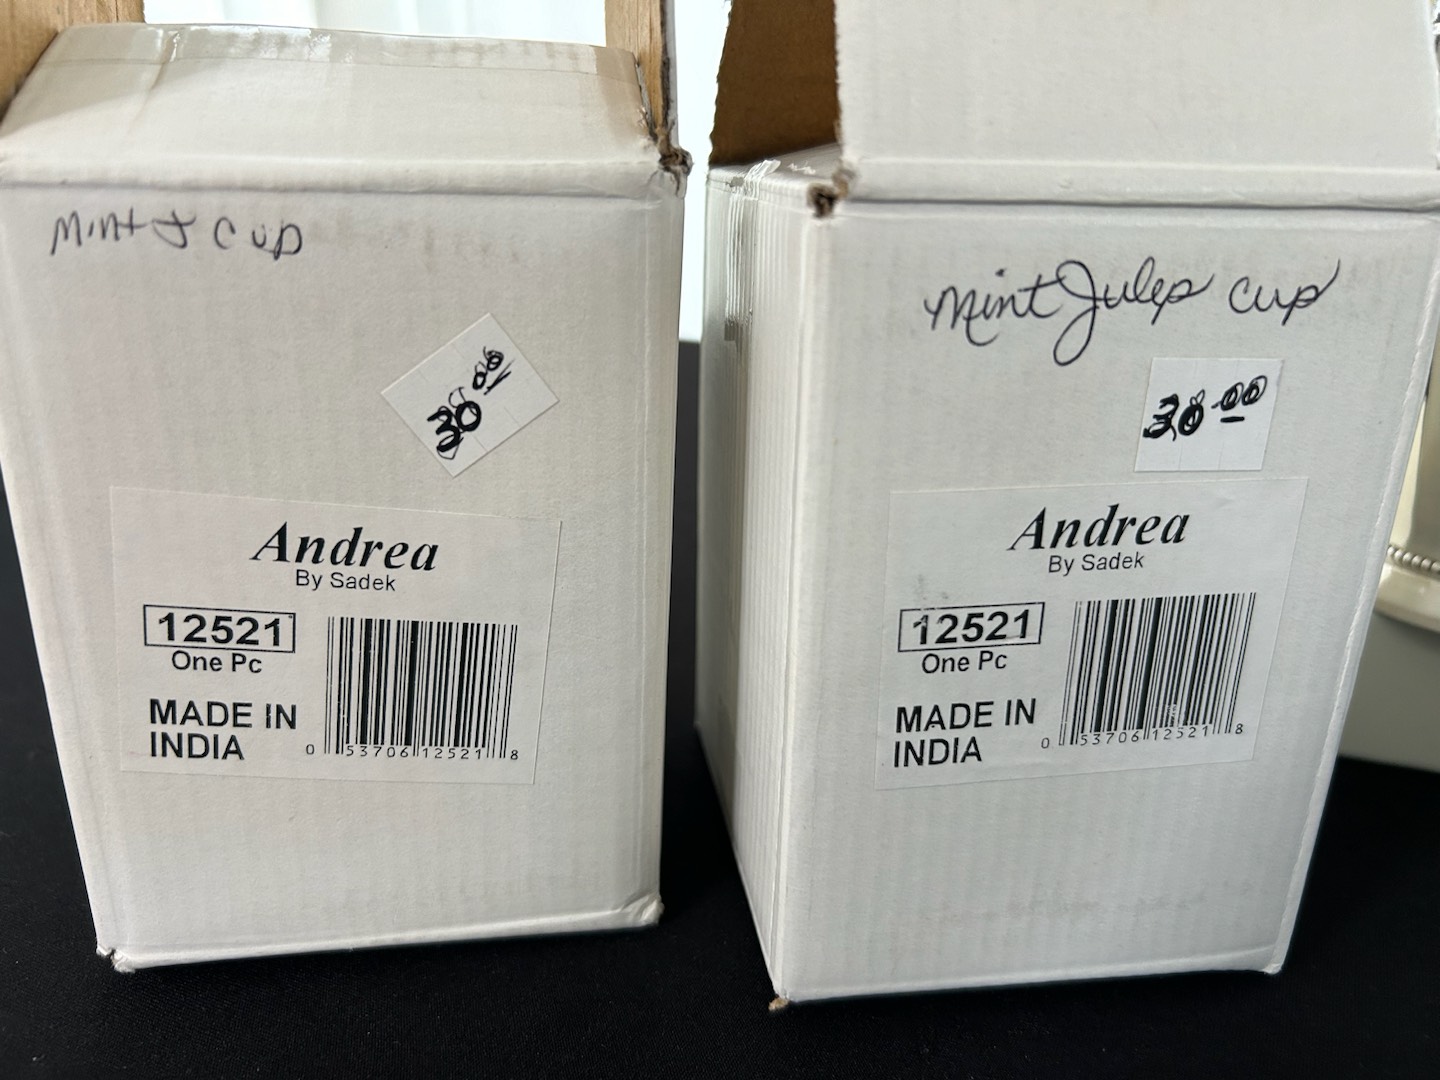 Mint J Cup
30.00
Andrea
By Sadek
12521
One Pc
MADE IN
INDIA
0 53706 12521 8
Mint Julep Cup
30.00
Andrea
By Sadek
12521
One Pc
MADE IN
INDIA
0 53706 12521 8